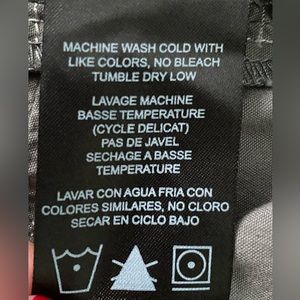 MACHINE WASH COLD WITH
LIKE COLORS, NO BLEACH
TUMBLE DRY LOW
LAVAGE MACHINE
BASSE TEMPERATURE
(CYCLE DELICAT)
PAS DE JAVEL
SECHAGE A BASSE
TEMPERATURE
LAVAR CON AGUA FRIA CON
COLORES SIMILARES, NO CLORO
SECAR EN CICLO BAJO